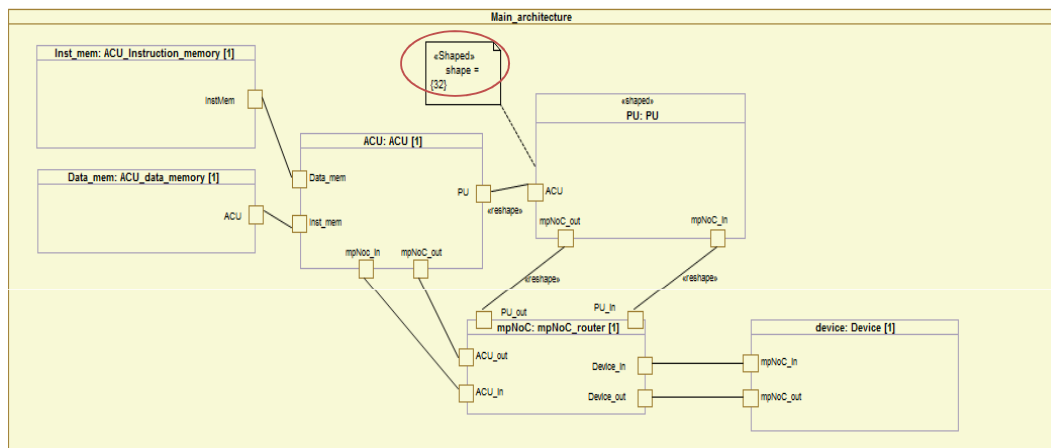 Main_architecture
Inst_mem: ACU_Instruction_memory [1]
InstMem
Data_mem: ACU_data_memory [1]
ACU
«Shaped»
shape =
{32}
ACU: ACU [1]
Data_mem
Inst_mem
PU
mpNoc_in
mpNoC_out
«reshape»
«shaped»
PU: PU
ACU
mpNoC_out
mpNoC_in
«reshape»
«reshape»
PU_out
PU_in
mpNoC: mpNoC_router [1]
ACU_out
ACU_in
Device_in
Device_out
device: Device [1]
mpNoC_in
mpNoC_out